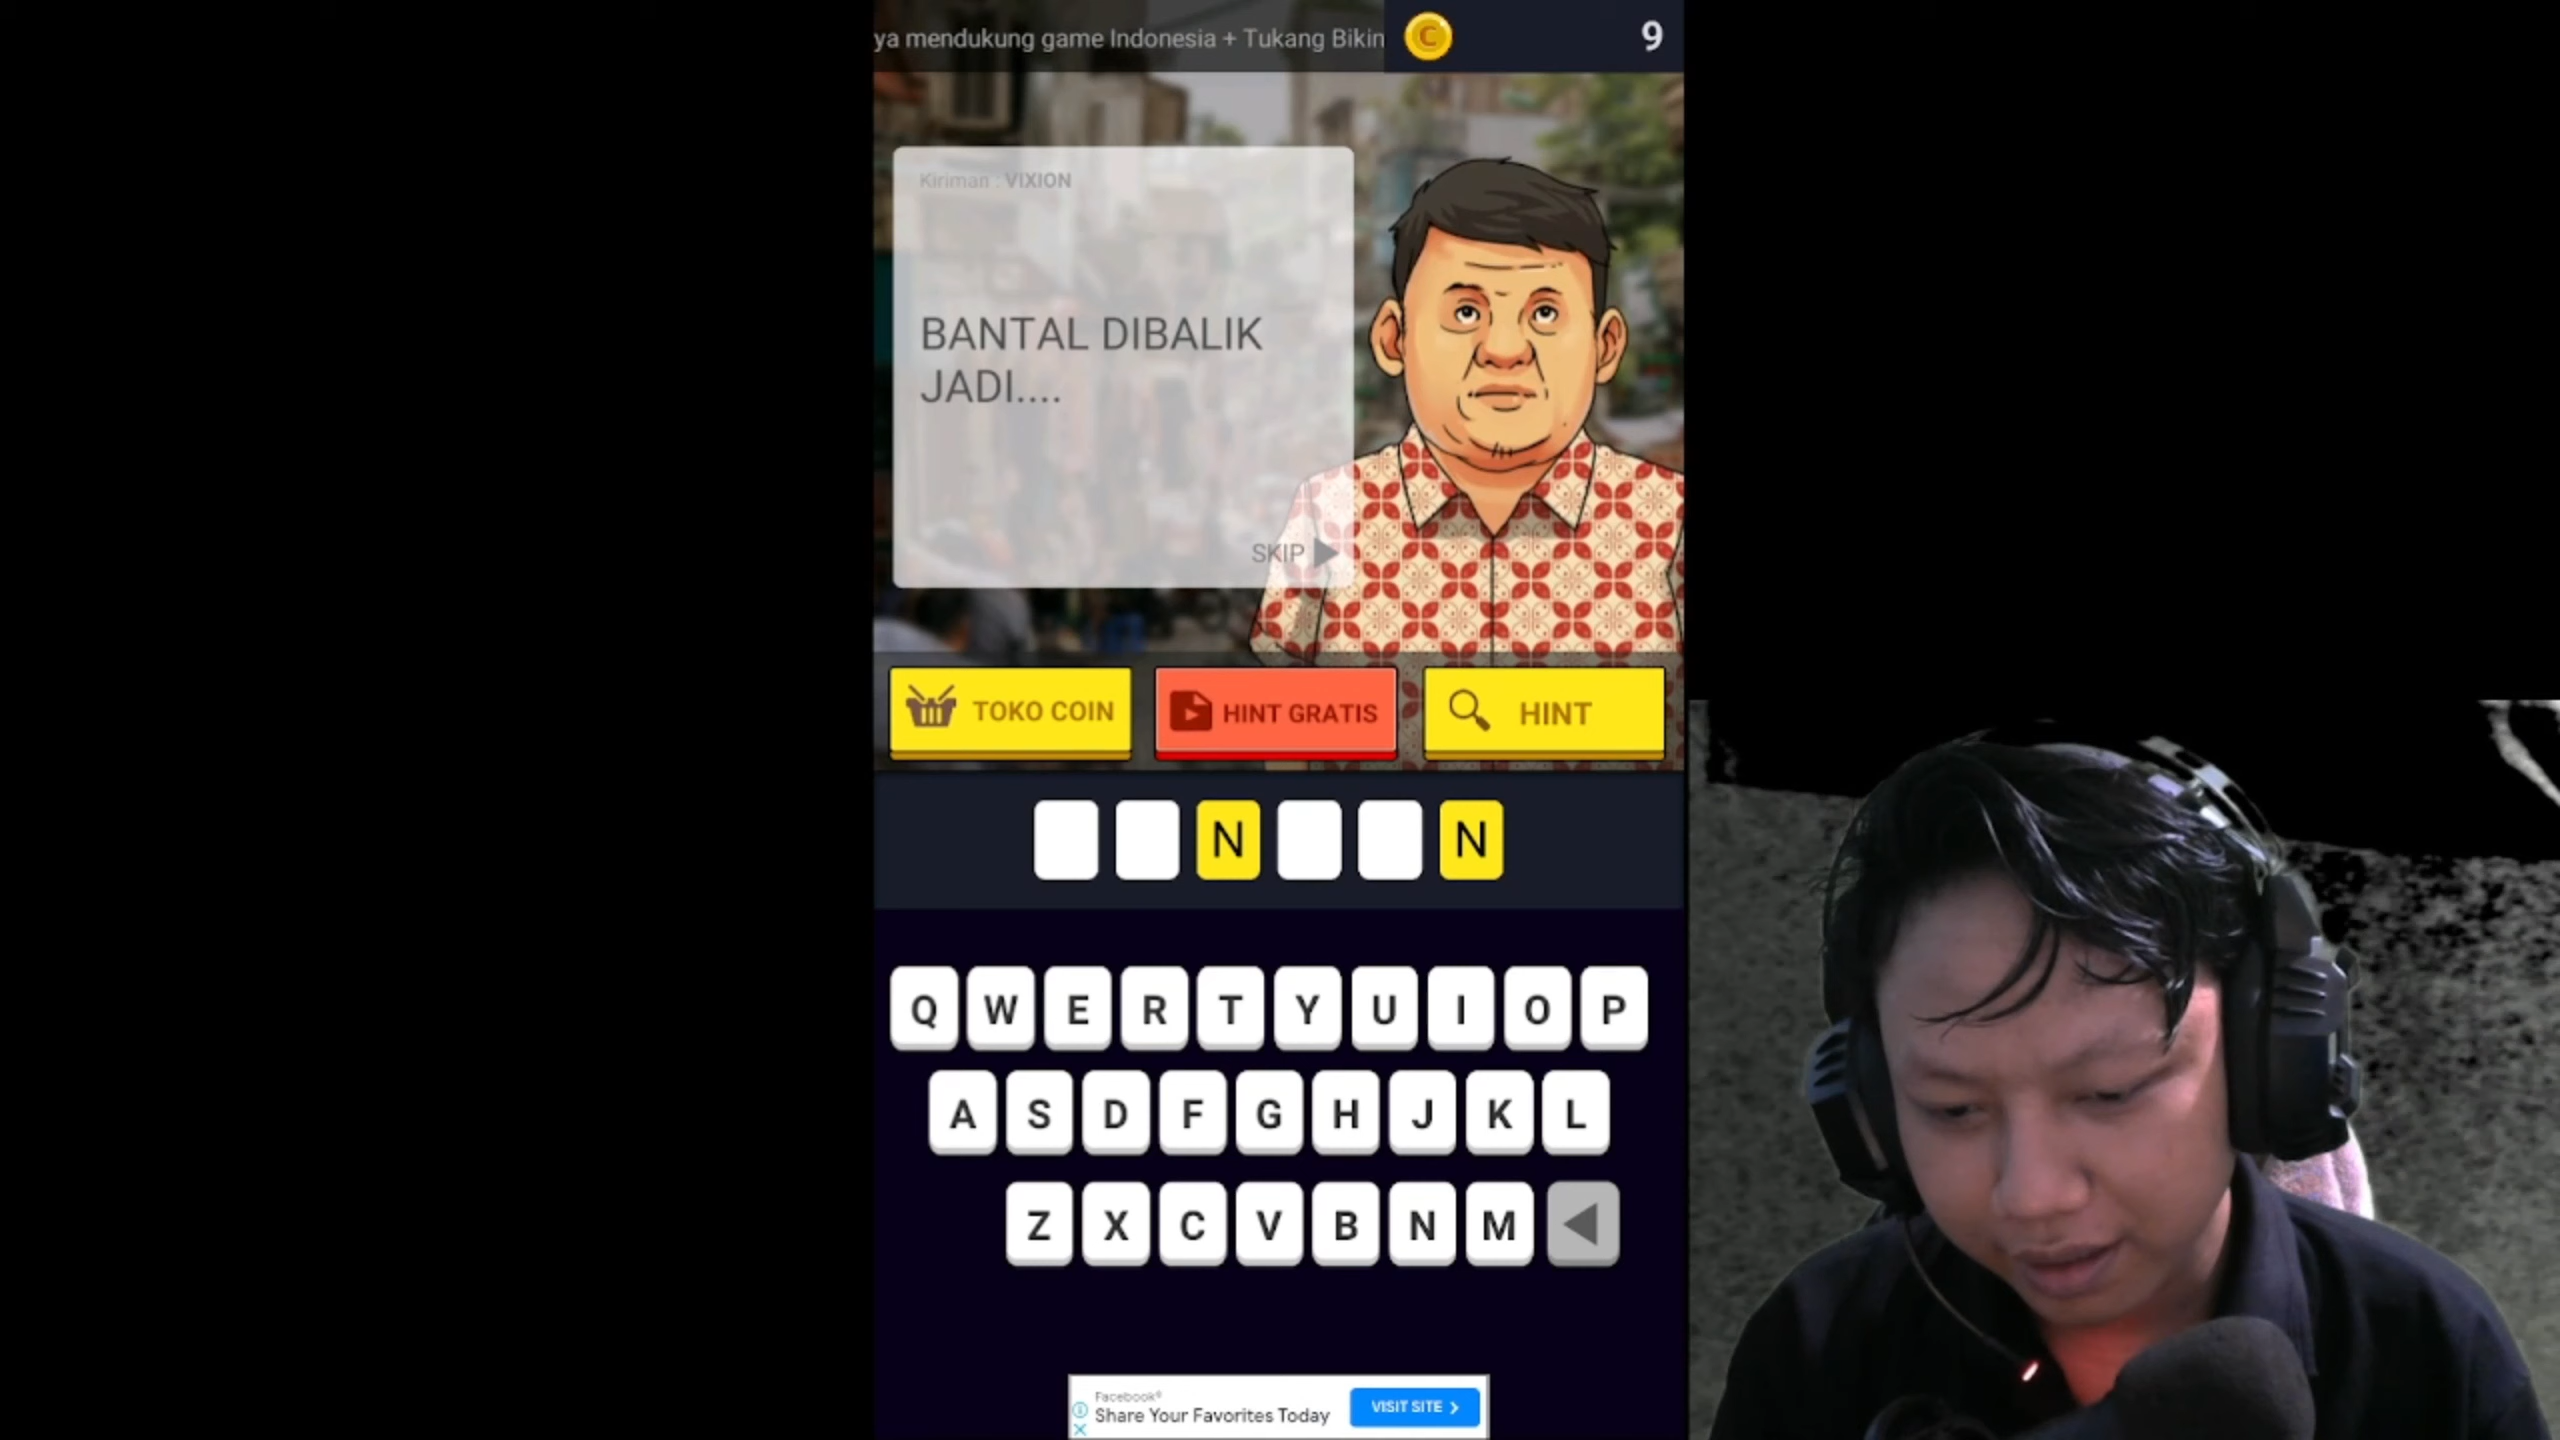 ya mendukung game Indonesia + Tukang Bikin
C
9
Kiriman : VIXION
BANTAL DIBALIK
JADI....
SKIP
TOKO COIN
HINT GRATIS
HINT
N N
Q W E R T Y U I O P
A S D F G H J K L
Z X C V B N M
Facebook®
Share Your Favorites Today
VISIT SITE